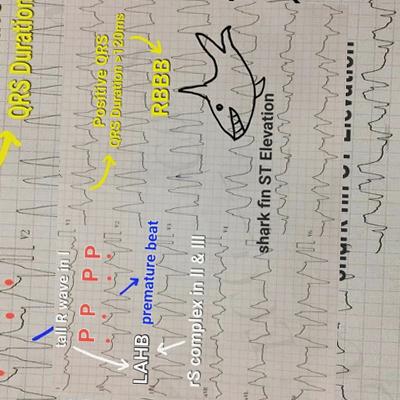 QRS Duration
Positive QRS
QRS Duration >120ms
RBBB
shark fin ST Elevation
shark fin ST Elevation
V2
tall R wave in I
P P P P
premature beat
LAHB
rS complex in II & III